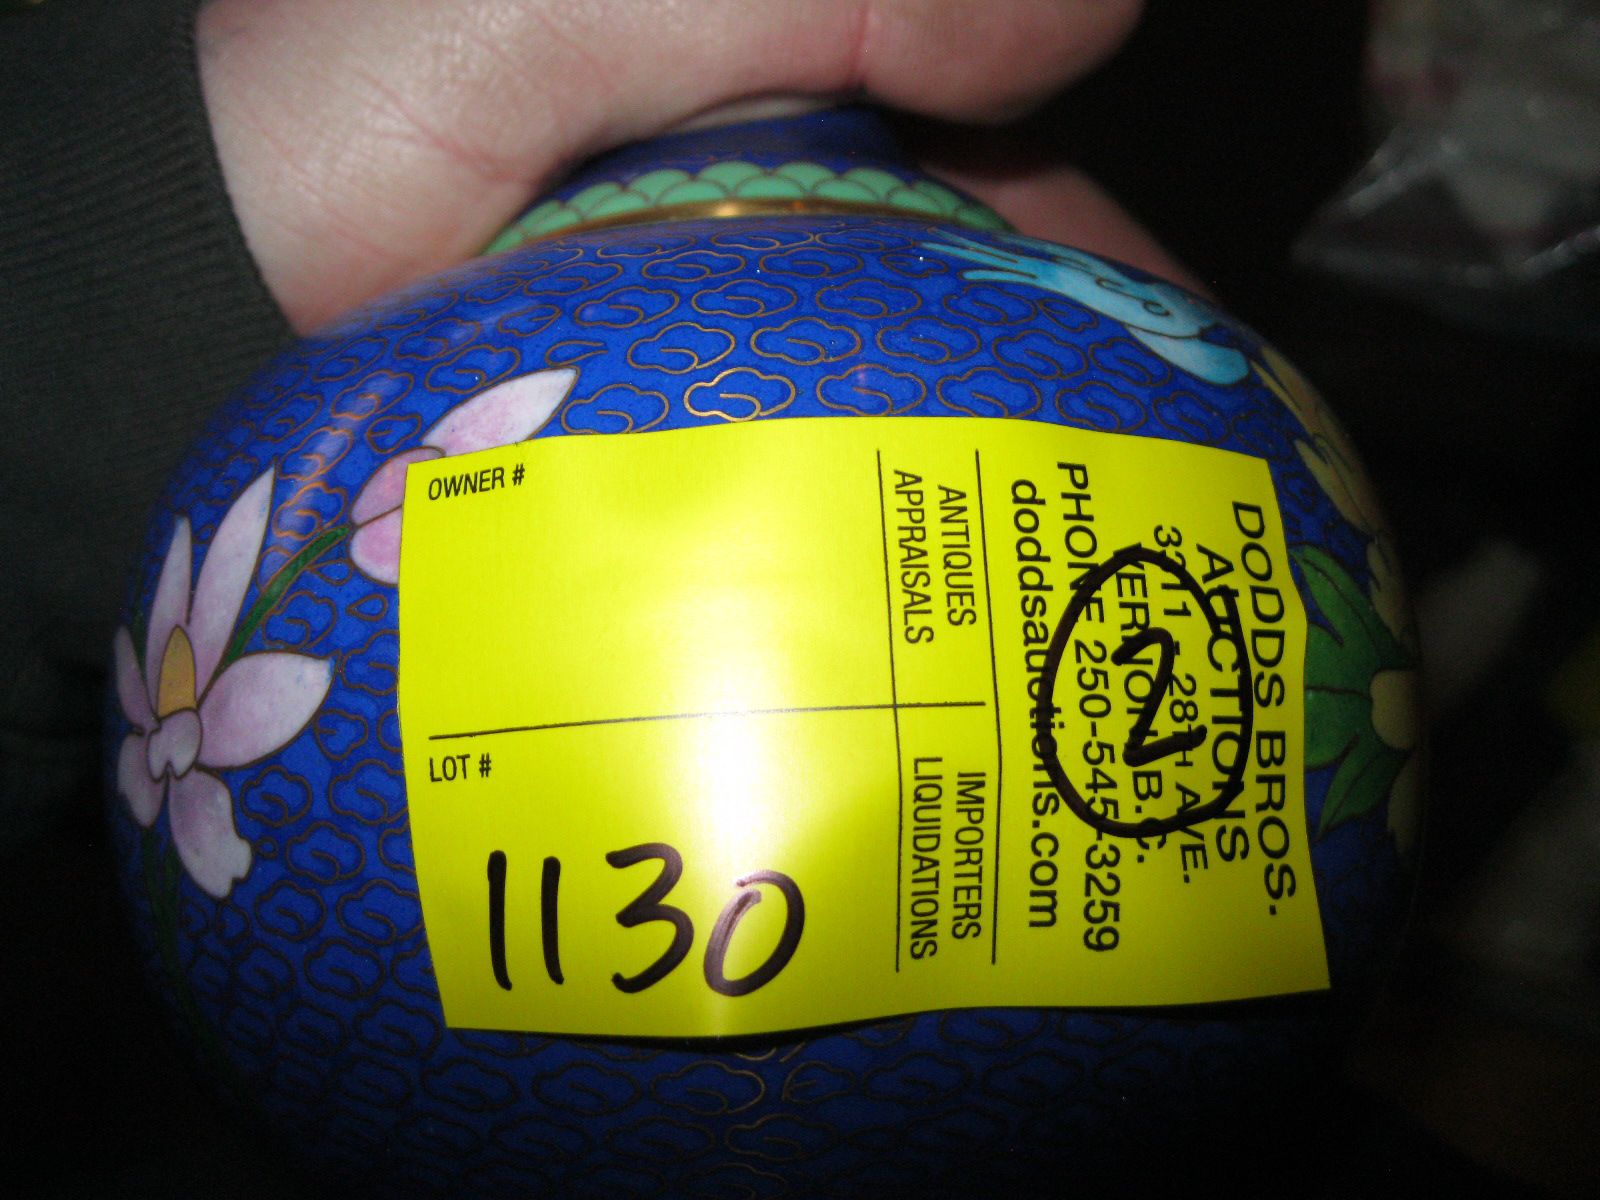 OWNER #
LOT #
1130
DODDS BROS.
AUCTIONS
3211 - 28TH AVE.
VERNON, B.C.
PHONE 250-545-3259
doddsauctions.com
ANTIQUES
APPRAISALS
IMPORTERS
LIQUIDATIONS
2